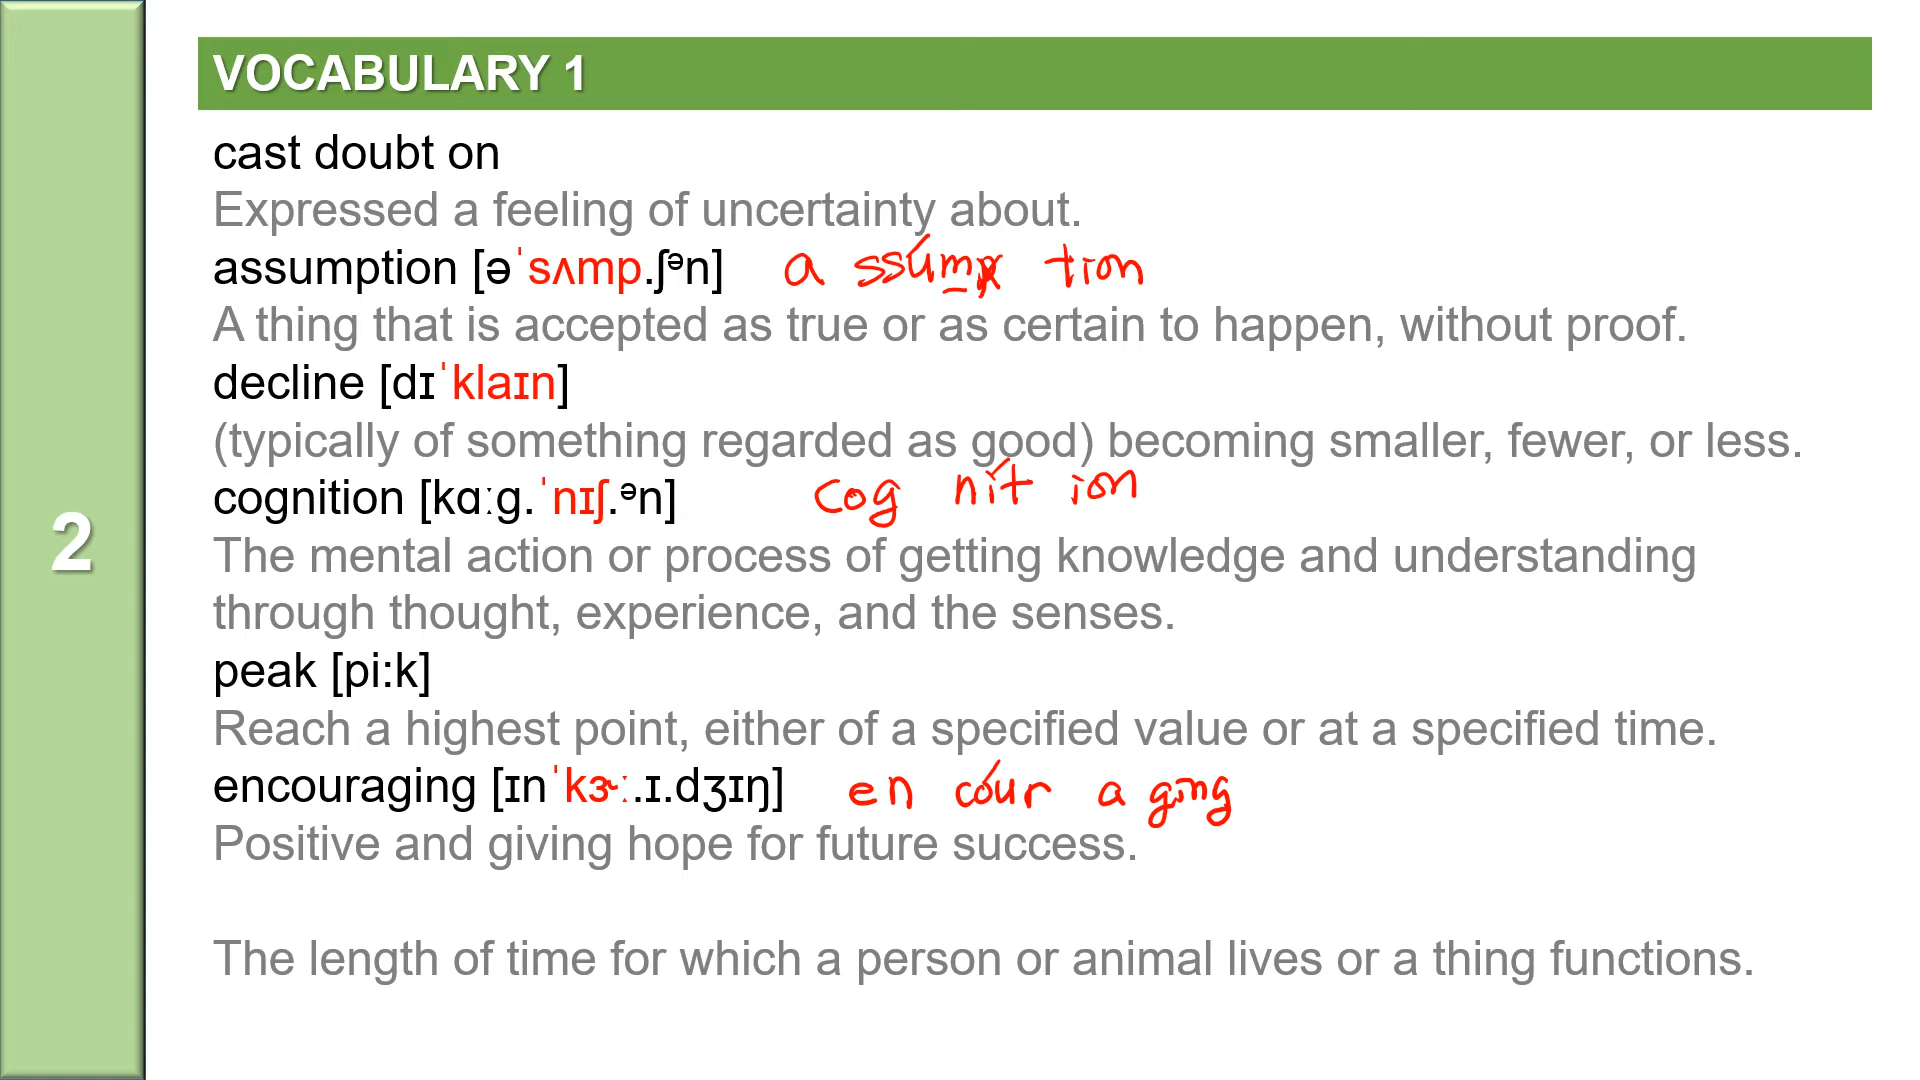 VOCABULARY 1
cast doubt on
Expressed a feeling of uncertainty about.
assumption [əˈsʌmp.ʃᵊn] a ssúmp tion
A thing that is accepted as true or as certain to happen, without proof.
decline [dɪˈklaɪn]
(typically of something regarded as good) becoming smaller, fewer, or less.
cognition [kɑːg.ˈnɪʃ.ᵊn] cog nít ion
2
The mental action or process of getting knowledge and understanding
through thought, experience, and the senses.
peak [pi:k]
Reach a highest point, either of a specified value or at a specified time.
encouraging [ɪnˈkɝː.ɪ.dʒɪŋ] en cóur a ging
Positive and giving hope for future success.
The length of time for which a person or animal lives or a thing functions.